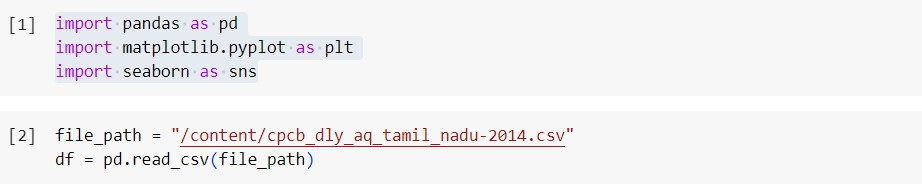 [1] import pandas as pd
import matplotlib.pyplot as plt
import seaborn as sns
[2] file_path = "/content/cpcb_dly_aq_tamil_nadu-2014.csv"
df = pd.read_csv(file_path)